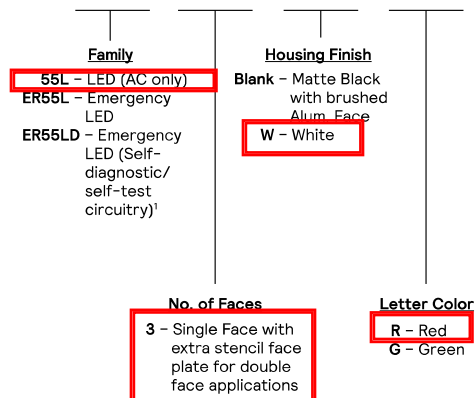 Family
55L – LED (AC only)
ER55L – Emergency
LED
ER55LD – Emergency
LED (Self-
diagnostic/
self-test
circuitry)¹
Housing Finish
Blank – Matte Black
with brushed
Alum. Face
W – White
No. of Faces
3 – Single Face with
extra stencil face
plate for double
face applications
Letter Color
R – Red
G – Green